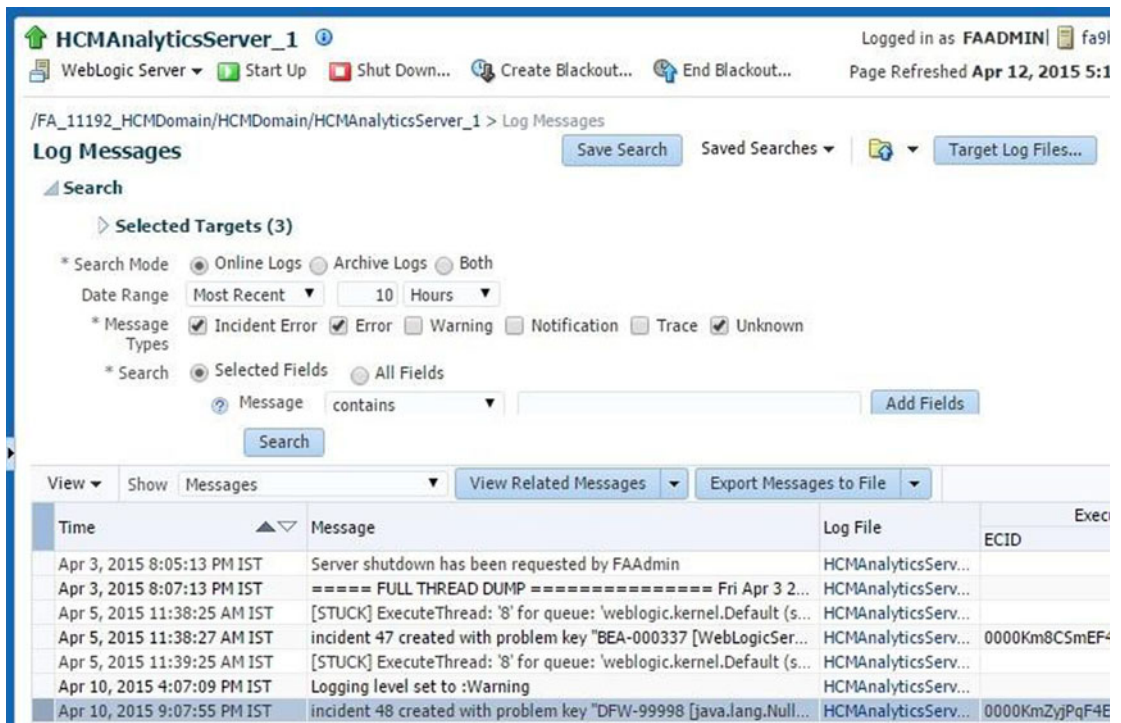 HCMAnalyticsServer_1
Logged in as FAADMIN| fa9
WebLogic Server Start Up Shut Down... Create Blackout... End Blackout... Page Refreshed Apr 12, 2015 5:1
/FA_11192_HCMDomain/HCMDomain/HCMAnalyticsServer_1 > Log Messages
Log Messages Save Search Saved Searches Target Log Files...
Search
Selected Targets (3)
* Search Mode Online Logs Archive Logs Both
Date Range Most Recent 10 Hours
* Message Types Incident Error Error Warning Notification Trace Unknown
* Search Selected Fields All Fields
Message contains Add Fields
Search
View Show Messages View Related Messages Export Messages to File
Time Message Log File Exec
ECID
Apr 3, 2015 8:05:13 PM IST Server shutdown has been requested by FAAdmin HCMAnalyticsServ...
Apr 3, 2015 8:07:13 PM IST ===== FULL THREAD DUMP =============== Fri Apr 3 2... HCMAnalyticsServ...
Apr 5, 2015 11:38:25 AM IST [STUCK] ExecuteThread: '8' for queue: 'weblogic.kernel.Default (s... HCMAnalyticsServ...
Apr 5, 2015 11:38:27 AM IST incident 47 created with problem key "BEA-000337 [WebLogicSer... HCMAnalyticsServ... 0000Km8CSmEF4
Apr 5, 2015 11:39:25 AM IST [STUCK] ExecuteThread: '8' for queue: 'weblogic.kernel.Default (s... HCMAnalyticsServ...
Apr 10, 2015 4:07:09 PM IST Logging level set to :Warning HCMAnalyticsServ...
Apr 10, 2015 9:07:55 PM IST incident 48 created with problem key "DFW-99998 [java.lang.Null... HCMAnalyticsServ... 0000KmZyjPqF4E